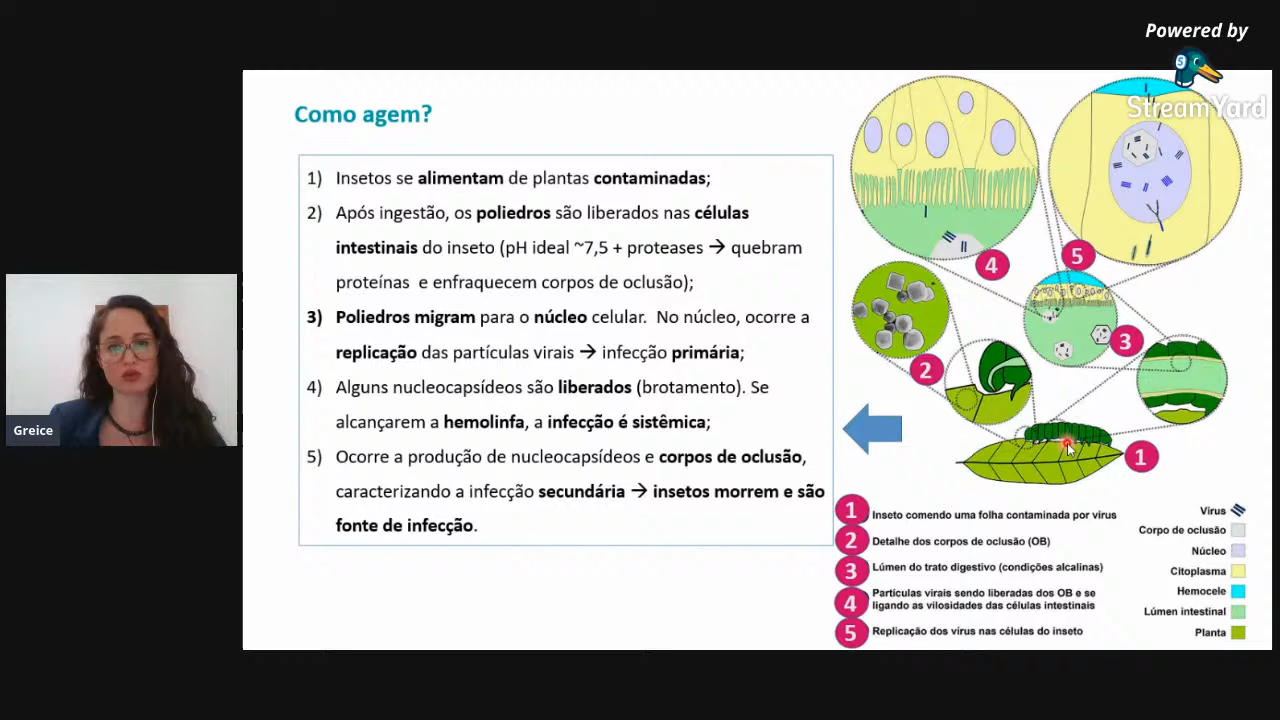 Powered by
StreamYard
Como agem?
1) Insetos se alimentam de plantas contaminadas;
2) Após ingestão, os poliedros são liberados nas células
intestinais do inseto (pH ideal ~7,5 + proteases → quebram
proteínas e enfraquecem corpos de oclusão);
3) Poliedros migram para o núcleo celular. No núcleo, ocorre a
replicação das partículas virais → infecção primária;
4) Alguns nucleocapsídeos são liberados (brotamento). Se
alcançarem a hemolinfa, a infecção é sistêmica;
5) Ocorre a produção de nucleocapsídeos e corpos de oclusão,
caracterizando a infecção secundária → insetos morrem e são
fonte de infecção.
4
5
3
2
1
1 Inseto comendo uma folha contaminada por vírus
2 Detalhe dos corpos de oclusão (OB)
3 Lúmen do trato digestivo (condições alcalinas)
4 Partículas virais sendo liberadas dos OB e se
ligando as vilosidades das células intestinais
5 Replicação dos vírus nas células do inseto
Vírus
Corpo de oclusão
Núcleo
Citoplasma
Hemocele
Lúmen intestinal
Planta
Greice